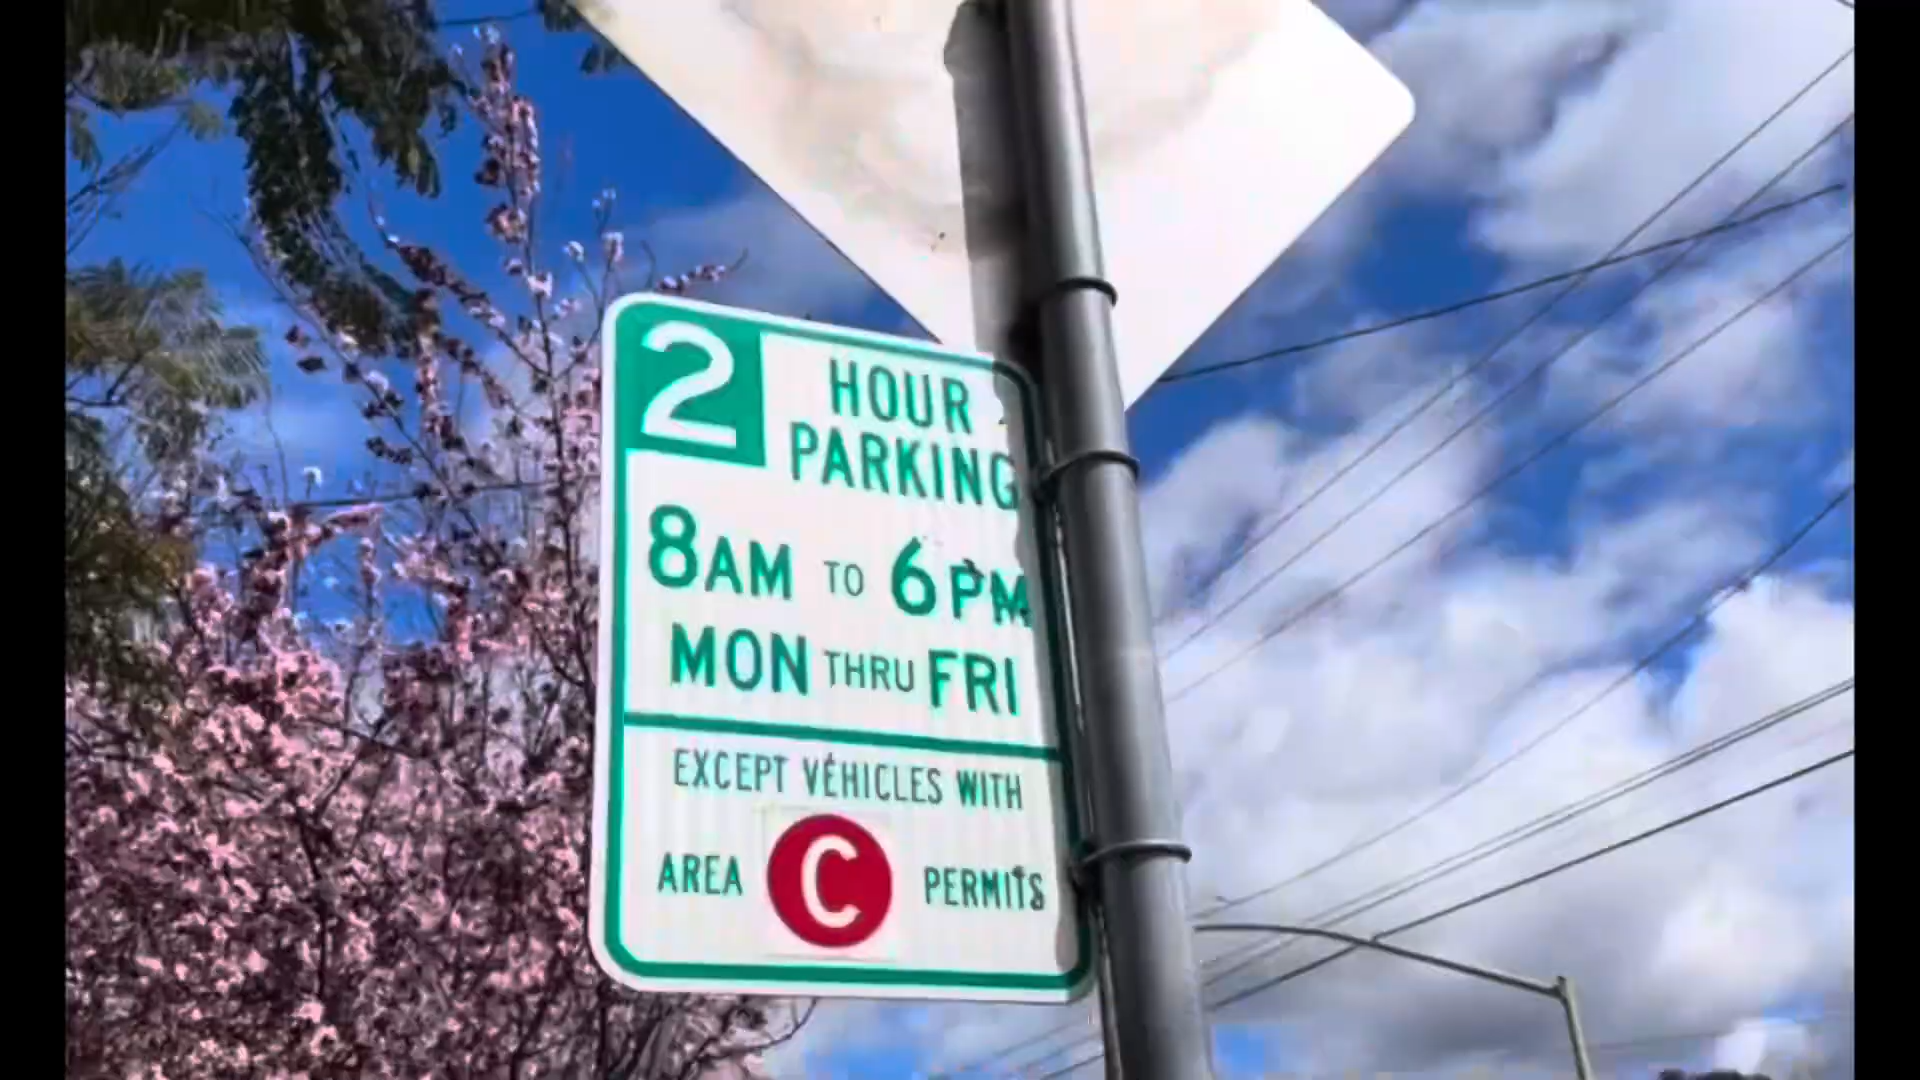 2 HOUR
PARKING
8AM TO 6PM
MON THRU FRI
EXCEPT VEHICLES WITH
AREA C PERMITS